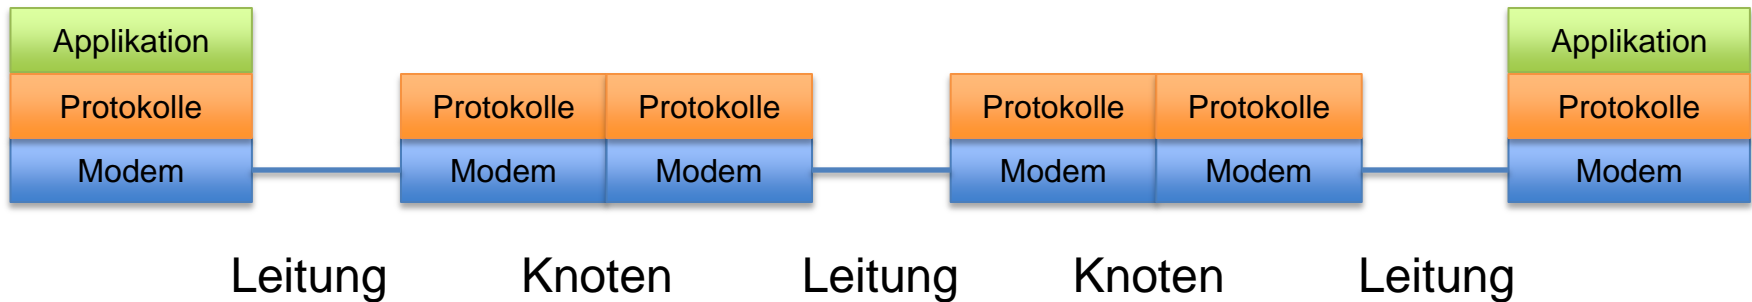 Applikation Applikation
Protokolle Protokolle Protokolle Protokolle Protokolle Protokolle
Modem Modem Modem Modem Modem Modem
Leitung Knoten Leitung Knoten Leitung